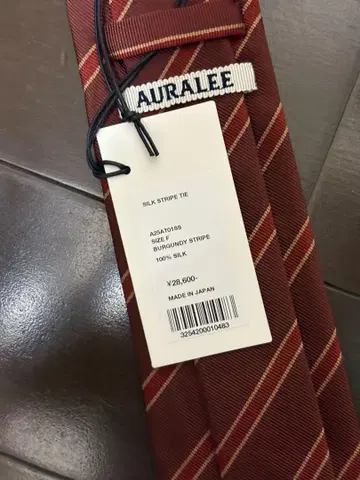 AURALEE
SILK STRIPE TIE
A25AT01SS
SIZE F
BURGUNDY STRIPE
100% SILK
¥28,600-
MADE IN JAPAN
3254200010483